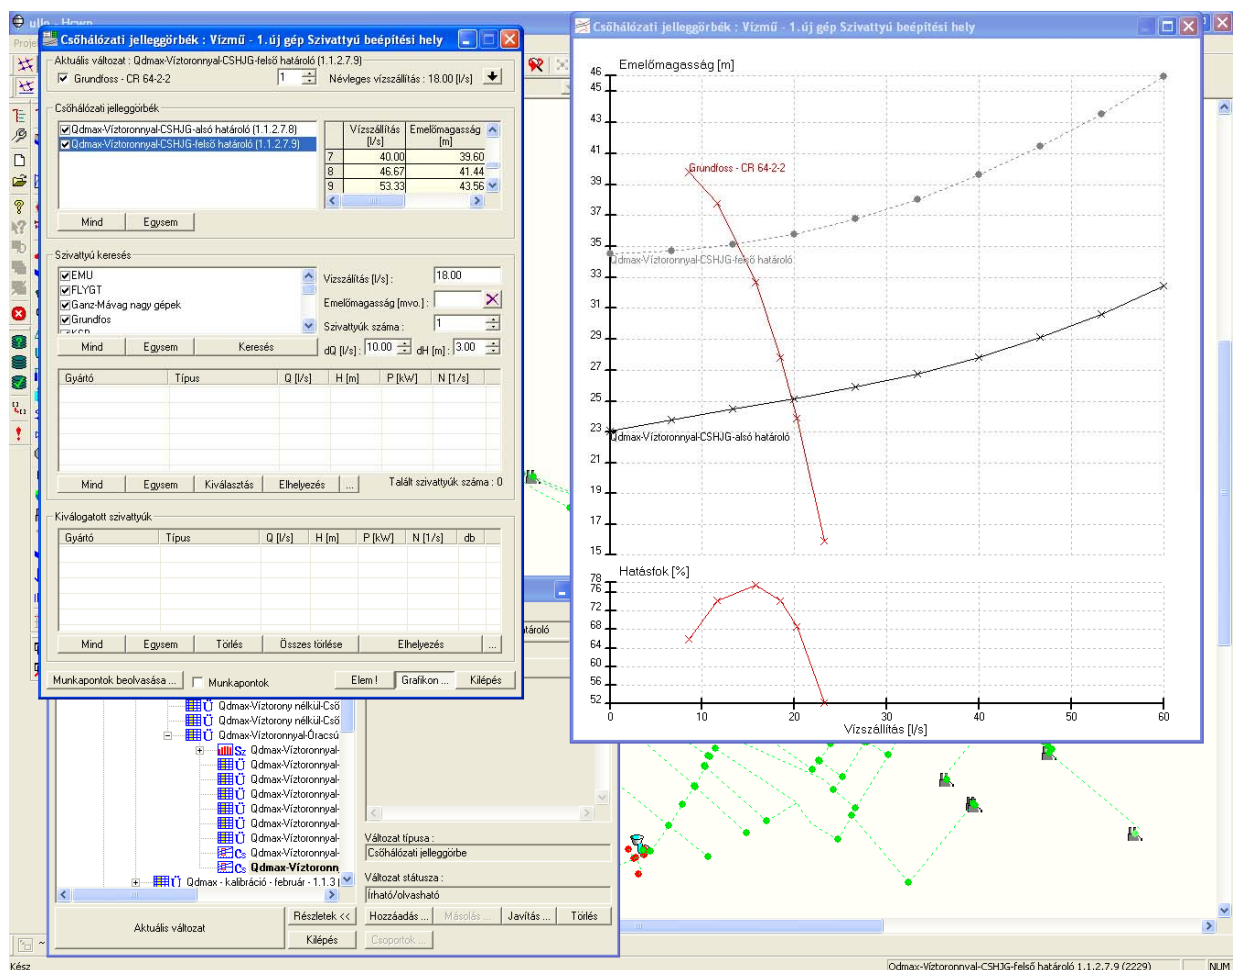 ullo - Hcwp
Projel
Csőhálózati jelleggörbék : Vízmű - 1.új gép Szivattyú beépítési hely
Aktuális változat : Qdmax-Víztoronnyal-CSHJG-felső határoló (1.1.2.7.9)
Grundfoss - CR 64-2-2
1
Névleges vízszállítás : 18.00 [l/s]
Csőhálózati jelleggörbék
Qdmax-Víztoronnyal-CSHJG-alsó határoló (1.1.2.7.8)
Qdmax-Víztoronnyal-CSHJG-felső határoló (1.1.2.7.9)
Vízszállítás [l/s] Emelőmagasság [m]
7 40.00 39.60
8 46.67 41.44
9 53.33 43.56
Mind Egysem
Szivattyú keresés
EMU
FLYGT
Ganz-Mávag nagy gépek
Grundfos
KSB
Vízszállítás [l/s] : 18.00
Emelőmagasság [mvo.] :
Szivattyúk száma : 1
dQ [l/s] : 10.00 dH [m] : 3.00
Mind Egysem Keresés
Gyártó Típus Q [l/s] H [m] P [kW] N [1/s]
Mind Egysem Kiválasztás Elhelyezés ...
Talált szivattyúk száma : 0
Kiválogatott szivattyúk
Gyártó Típus Q [l/s] H [m] P [kW] N [1/s] db
Mind Egysem Törlés Összes törlése Elhelyezés ...
Munkapontok beolvasása ... Munkapontok Elem ! Grafikon ... Kilépés
Csőhálózati jelleggörbék : Vízmű - 1.új gép Szivattyú beépítési hely
Emelőmagasság [m]
46
45
43
41
39
37
35
33
31
29
27
25
23
21
19
17
15
Grundfoss - CR 64-2-2
Qdmax-Víztoronnyal-CSHJG-felső határoló
Qdmax-Víztoronnyal-CSHJG-alsó határoló
Hatásfok [%]
78
76
72
68
64
60
56
52
0 10 20 30 40 50 60
Vízszállítás [l/s]
tároló
Ü Qdmax-Víztorony nélkül-Cső
Ü Qdmax-Víztorony nélkül-Cső
Ü Qdmax-Víztoronnyal-Óracsú
Sz Qdmax-Víztoronnyal-
Ü Qdmax-Víztoronnyal-
Ü Qdmax-Víztoronnyal-
Ü Qdmax-Víztoronnyal-
Ü Qdmax-Víztoronnyal-
Ü Qdmax-Víztoronnyal-
Ü Qdmax-Víztoronnyal-
Cs Qdmax-Víztoronnyal-
Cs Qdmax-Víztoronn
Ü Qdmax - kalibráció - február - 1.1.3
Változat típusa :
Csőhálózati jelleggörbe
Változat státusza :
Írható/olvasható
Aktuális változat
Részletek <<
Kilépés
Hozzáadás ... Másolás ... Javítás ... Törlés
Csoportok ...
Kész
Qdmax-Víztoronnyal-CSHJG-felső határoló 1.1.2.7.9 (2229) NUM